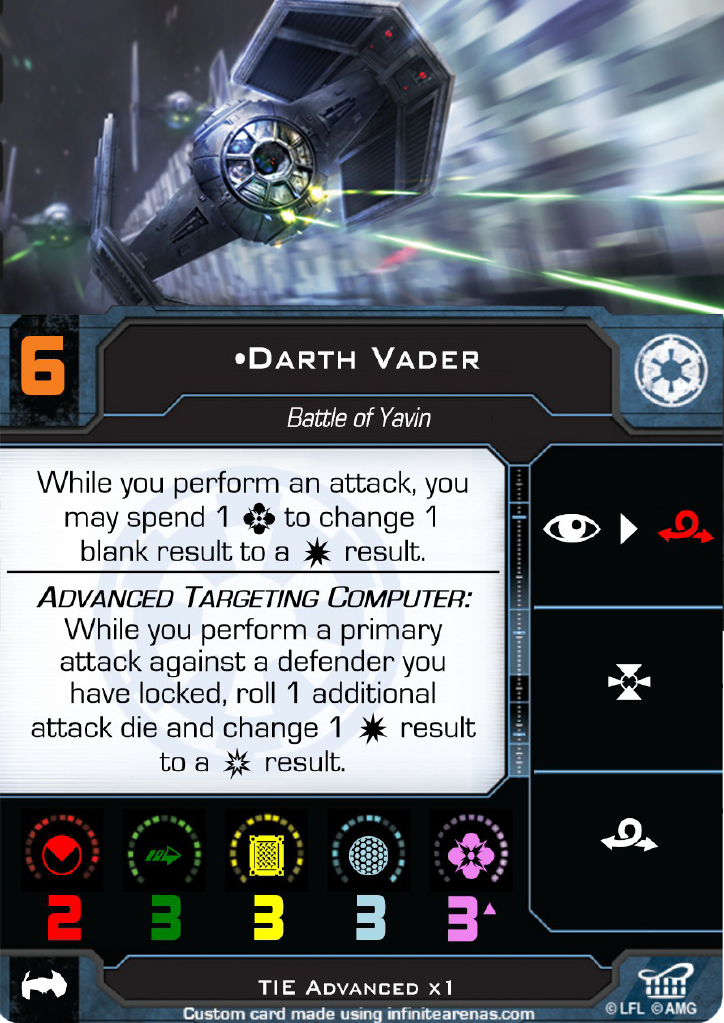 6
•Darth Vader
Battle of Yavin
While you perform an attack, you
may spend 1 to change 1
blank result to a result.
Advanced Targeting Computer:
While you perform a primary
attack against a defender you
have locked, roll 1 additional
attack die and change 1 result
to a result.
2 3 3 3 3
TIE Advanced x1
©LFL ©AMG
Custom card made using infinitearenas.com